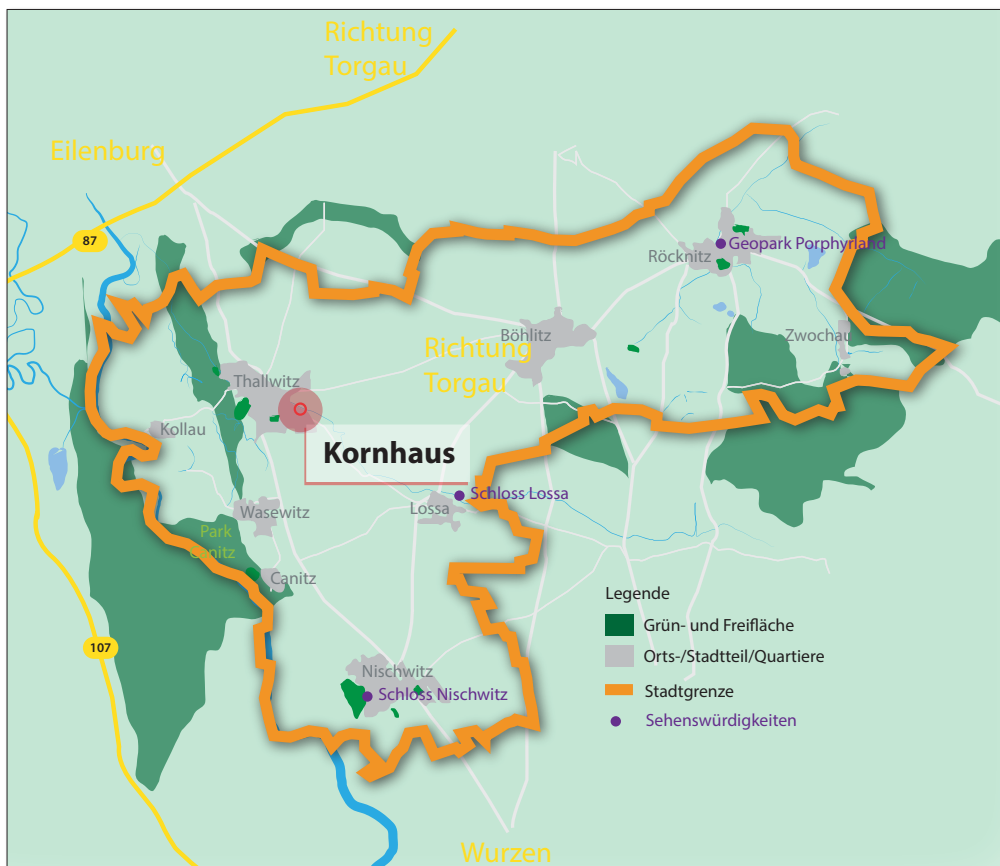 Richtung
Torgau
Eilenburg
87
Geopark Porphyrland
Röcknitz
Böhlitz
Zwochau
Richtung
Torgau
Thallwitz
Kollau
Kornhaus
Schloss Lossa
Lossa
Wasewitz
Park
Canitz
Canitz
Legende
Grün- und Freifläche
Orts-/Stadtteil/Quartiere
Stadtgrenze
Sehenswürdigkeiten
107
Nischwitz
Schloss Nischwitz
Wurzen